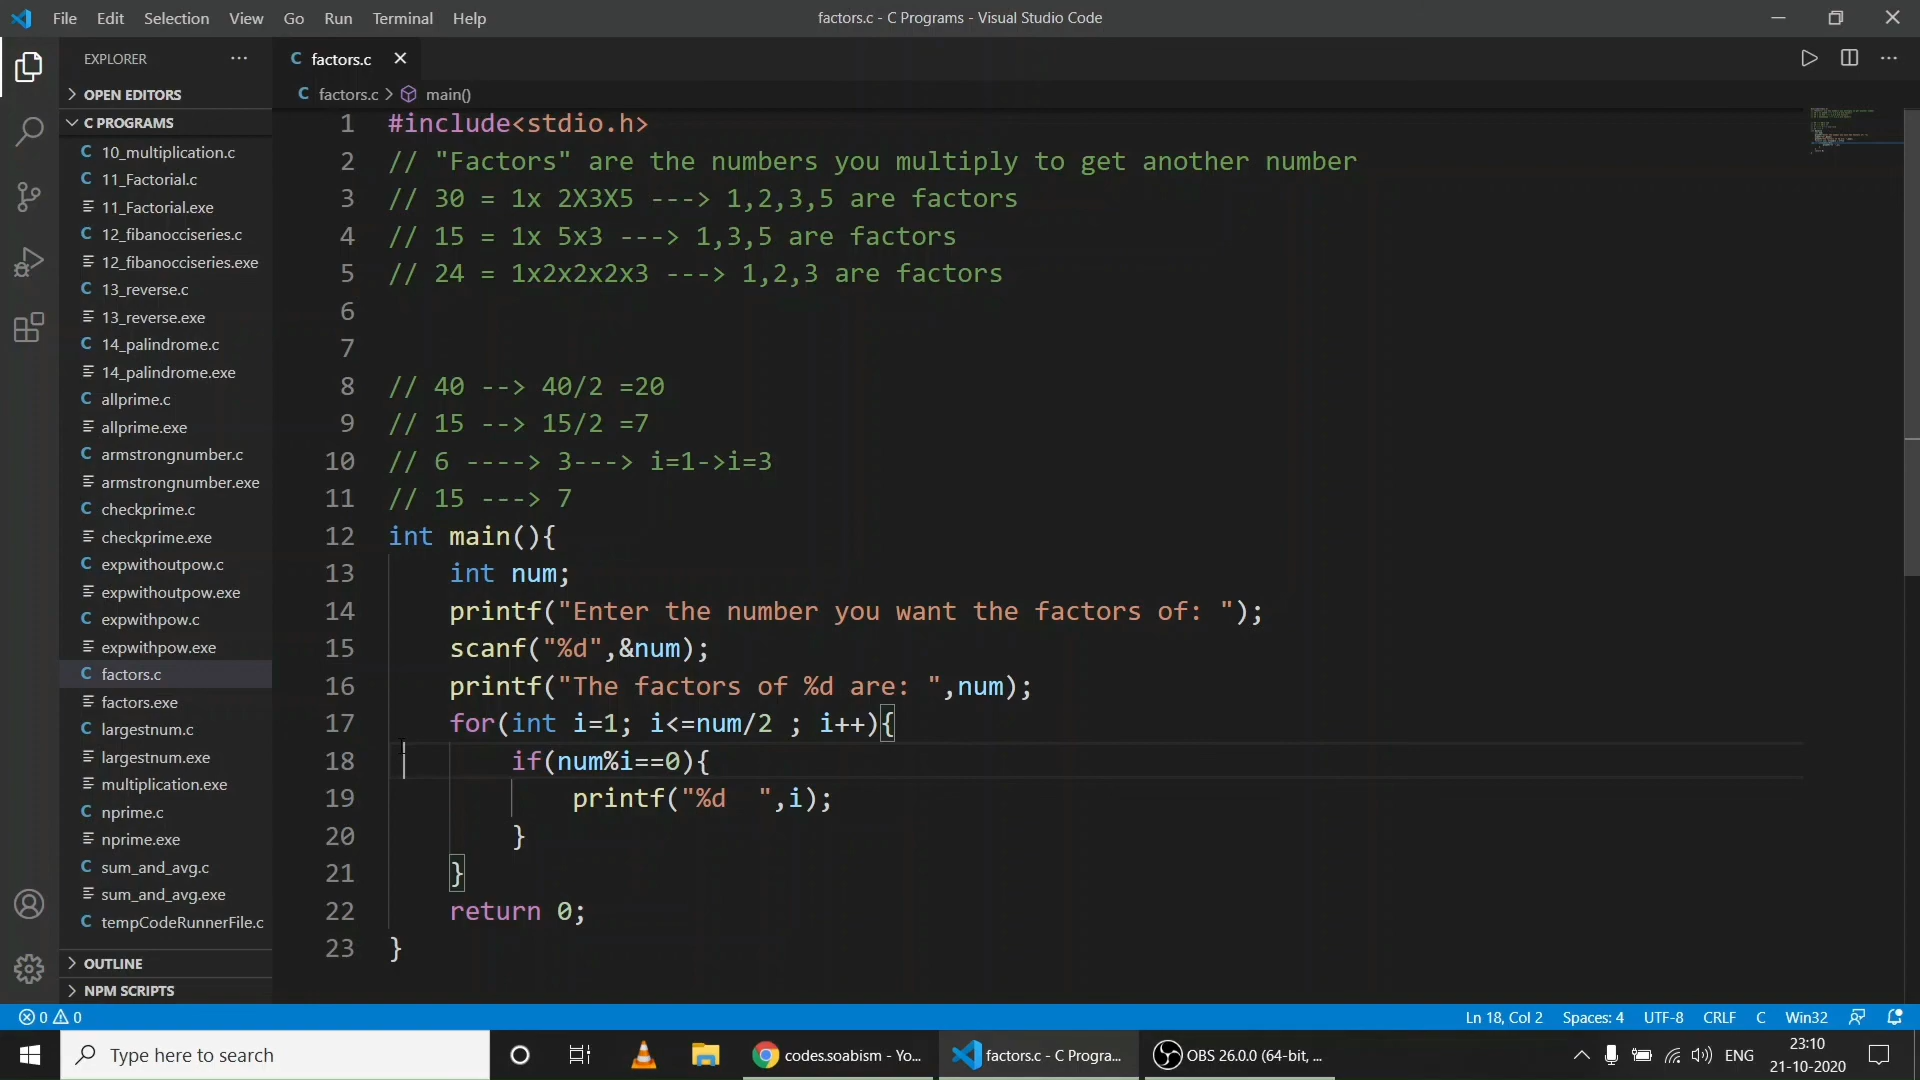 File Edit Selection View Go Run Terminal Help
factors.c - C Programs - Visual Studio Code
EXPLORER
C factors.c
OPEN EDITORS
C factors.c > main()
C PROGRAMS
C 10_multiplication.c
C 11_Factorial.c
11_Factorial.exe
C 12_fibanocciseries.c
12_fibanocciseries.exe
C 13_reverse.c
13_reverse.exe
C 14_palindrome.c
14_palindrome.exe
C allprime.c
allprime.exe
C armstrongnumber.c
armstrongnumber.exe
C checkprime.c
checkprime.exe
C expwithoutpow.c
expwithoutpow.exe
C expwithpow.c
expwithpow.exe
C factors.c
factors.exe
C largestnum.c
largestnum.exe
multiplication.exe
C nprime.c
nprime.exe
C sum_and_avg.c
sum_and_avg.exe
C tempCodeRunnerFile.c
OUTLINE
NPM SCRIPTS
1 #include<stdio.h>
2 // "Factors" are the numbers you multiply to get another number
3 // 30 = 1x 2X3X5 ---> 1,2,3,5 are factors
4 // 15 = 1x 5x3 ---> 1,3,5 are factors
5 // 24 = 1x2x2x2x3 ---> 1,2,3 are factors
6
7
8 // 40 --> 40/2 =20
9 // 15 --> 15/2 =7
10 // 6 ----> 3---> i=1->i=3
11 // 15 ---> 7
12 int main(){
13 int num;
14 printf("Enter the number you want the factors of: ");
15 scanf("%d",&num);
16 printf("The factors of %d are: ",num);
17 for(int i=1; i<=num/2 ; i++){
18 if(num%i==0){
19 printf("%d  ",i);
20 }
21 }
22 return 0;
23 }
0 0
Ln 18, Col 2 Spaces: 4 UTF-8 CRLF C Win32
Type here to search
codes.soabism - Yo...
factors.c - C Progra...
OBS 26.0.0 (64-bit, ...
ENG
23:10
21-10-2020